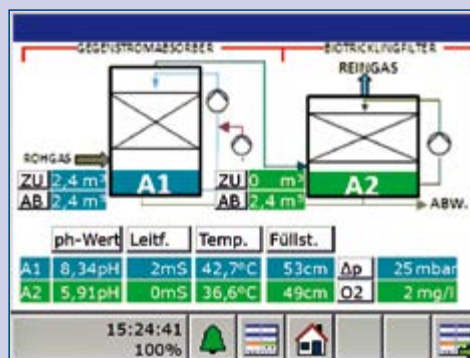 GEGENSTROMABSORBER BIOTRICKLINGFILTER
REINGAS
ROHGAS
A1 A2
ZU 2,4 m³ ZU 0 m³
AB 2,4 m³ AB 2,4 m³ ABW.
ph-Wert Leitf. Temp. Füllst.
A1 8,34pH 2mS 42,7°C 53cm Δp 25 mbar
A2 5,91pH 0mS 36,6°C 49cm O2 2 mg/l
15:24:41
100%